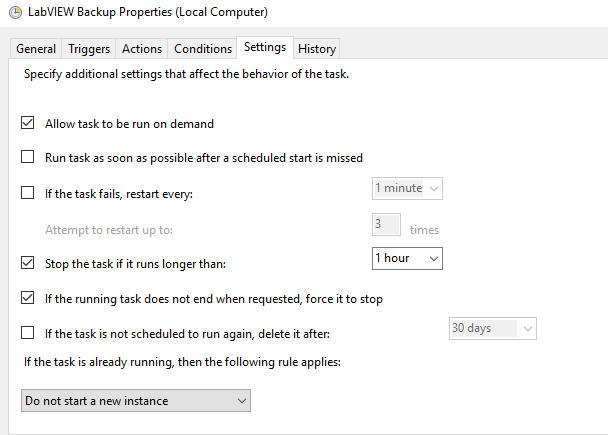 LabVIEW Backup Properties (Local Computer)
General Triggers Actions Conditions Settings History
Specify additional settings that affect the behavior of the task.
Allow task to be run on demand
Run task as soon as possible after a scheduled start is missed
If the task fails, restart every: 1 minute
Attempt to restart up to: 3 times
Stop the task if it runs longer than: 1 hour
If the running task does not end when requested, force it to stop
If the task is not scheduled to run again, delete it after: 30 days
If the task is already running, then the following rule applies:
Do not start a new instance